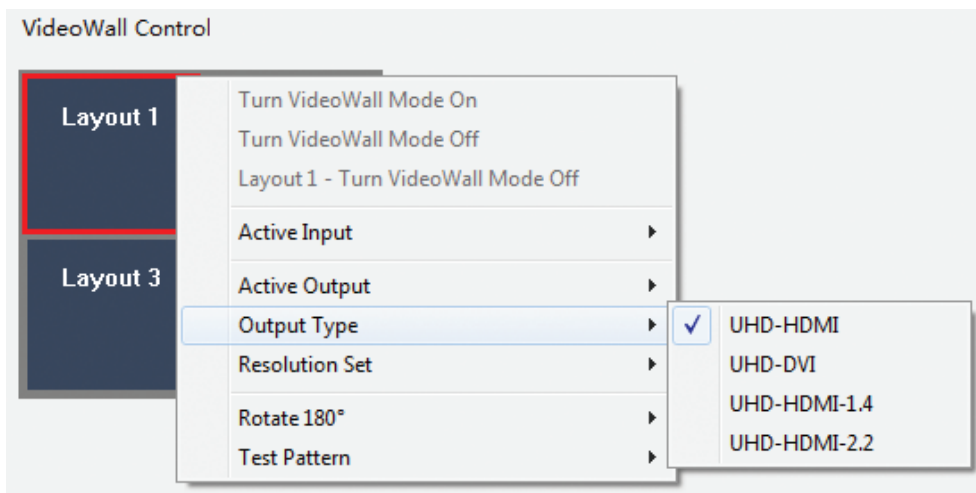 VideoWall Control
Layout 1
Layout 3
Turn VideoWall Mode On
Turn VideoWall Mode Off
Layout 1 - Turn VideoWall Mode Off
Active Input
Active Output
Output Type
Resolution Set
Rotate 180°
Test Pattern
UHD-HDMI
UHD-DVI
UHD-HDMI-1.4
UHD-HDMI-2.2